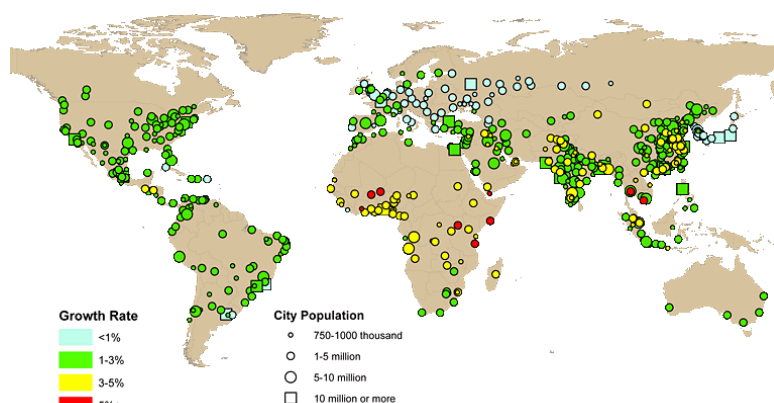 Growth Rate
<1%
1-3%
3-5%
City Population
750-1000 thousand
1-5 million
5-10 million
10 million or more